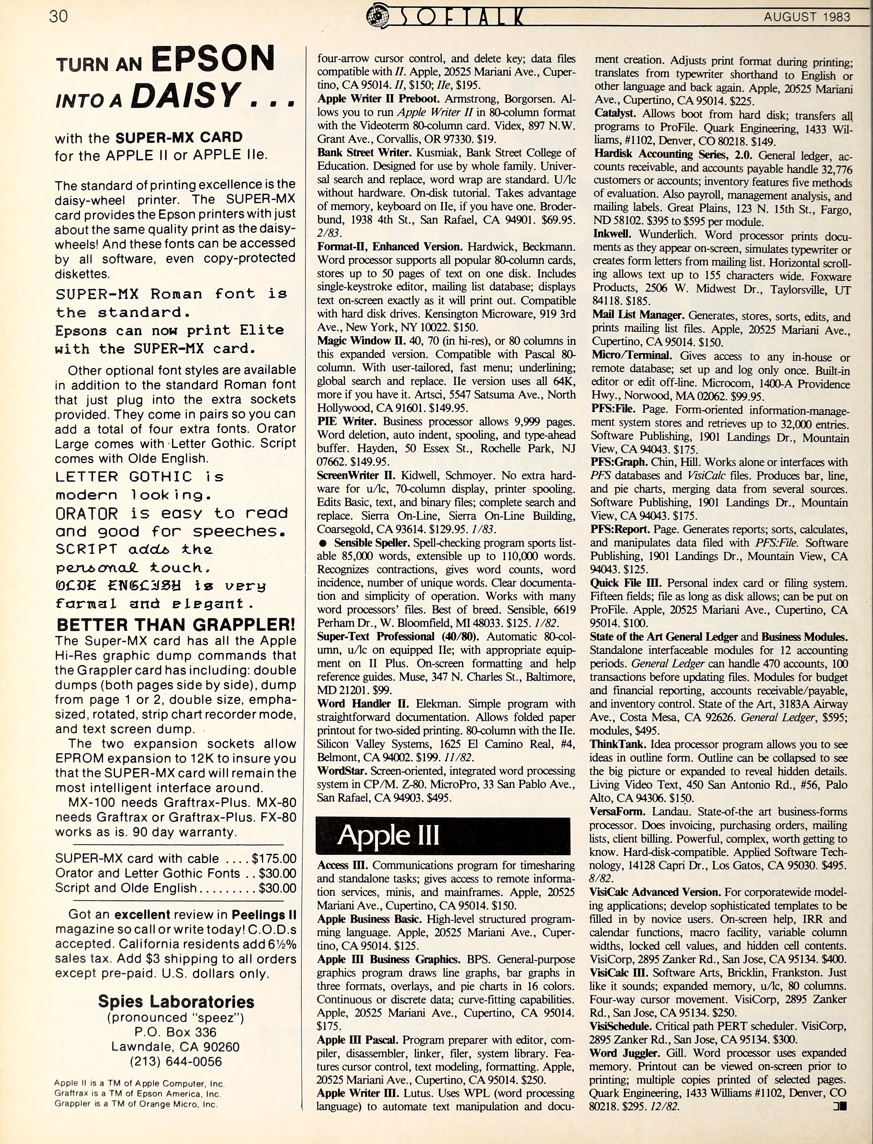 30
SOFTALK
AUGUST 1983
TURN AN EPSON
INTO A DAISY...
with the SUPER-MX CARD
for the APPLE II or APPLE IIe.
The standard of printing excellence is the
daisy-wheel printer. The SUPER-MX
card provides the Epson printers with just
about the same quality print as the daisy-
wheels! And these fonts can be accessed
by all software, even copy-protected
diskettes.
SUPER-MX Roman font is
the standard.
Epsons can now print Elite
with the SUPER-MX card.
Other optional font styles are available
in addition to the standard Roman font
that just plug into the extra sockets
provided. They come in pairs so you can
add a total of four extra fonts. Orator
Large comes with Letter Gothic. Script
comes with Olde English.
LETTER GOTHIC is
modern looking.
ORATOR is easy to read
and good for speeches.
SCRIPT adds the
personal touch.
OLDE ENGLISH is very
formal and elegant.
BETTER THAN GRAPPLER!
The Super-MX card has all the Apple
Hi-Res graphic dump commands that
the Grappler card has including: double
dumps (both pages side by side), dump
from page 1 or 2, double size, empha-
sized, rotated, strip chart recorder mode,
and text screen dump.
The two expansion sockets allow
EPROM expansion to 12K to insure you
that the SUPER-MX card will remain the
most intelligent interface around.
MX-100 needs Graftrax-Plus. MX-80
needs Graftrax or Graftrax-Plus. FX-80
works as is. 90 day warranty.
SUPER-MX card with cable .... $175.00
Orator and Letter Gothic Fonts .. $30.00
Script and Olde English ......... $30.00
Got an excellent review in Peelings II
magazine so call or write today! C.O.D.s
accepted. California residents add 6½%
sales tax. Add $3 shipping to all orders
except pre-paid. U.S. dollars only.
Spies Laboratories
(pronounced "speez")
P.O. Box 336
Lawndale, CA 90260
(213) 644-0056
Apple II is a TM of Apple Computer, Inc.
Graftrax is a TM of Epson America, Inc.
Grappler is a TM of Orange Micro, Inc.
four-arrow cursor control, and delete key; data files
compatible with II. Apple, 20525 Mariani Ave., Cuper-
tino, CA 95014. II, $150; IIe, $195.
Apple Writer II Preboot. Armstrong, Borgorsen. Al-
lows you to run Apple Writer II in 80-column format
with the Videoterm 80-column card. Videx, 897 N.W.
Grant Ave., Corvallis, OR 97330. $19.
Bank Street Writer. Kusmiak, Bank Street College of
Education. Designed for use by whole family. Univer-
sal search and replace, word wrap are standard. U/lc
without hardware. On-disk tutorial. Takes advantage
of memory, keyboard on IIe, if you have one. Broder-
bund, 1938 4th St., San Rafael, CA 94901. $69.95.
2/83.
Format-II, Enhanced Version. Hardwick, Beckmann.
Word processor supports all popular 80-column cards,
stores up to 50 pages of text on one disk. Includes
single-keystroke editor, mailing list database; displays
text on-screen exactly as it will print out. Compatible
with hard disk drives. Kensington Microware, 919 3rd
Ave., New York, NY 10022. $150.
Magic Window II. 40, 70 (in hi-res), or 80 columns in
this expanded version. Compatible with Pascal 80-
column. With user-tailored, fast menu; underlining;
global search and replace. IIe version uses all 64K,
more if you have it. Artsci, 5547 Satsuma Ave., North
Hollywood, CA 91601. $149.95.
PIE Writer. Business processor allows 9,999 pages.
Word deletion, auto indent, spooling, and type-ahead
buffer. Hayden, 50 Essex St., Rochelle Park, NJ
07662. $149.95.
ScreenWriter II. Kidwell, Schmoyer. No extra hard-
ware for u/lc, 70-column display, printer spooling.
Edits Basic, text, and binary files; complete search and
replace. Sierra On-Line, Sierra On-Line Building,
Coarsegold, CA 93614. $129.95. 1/83.
● Sensible Speller. Spell-checking program sports list-
able 85,000 words, extensible up to 110,000 words.
Recognizes contractions, gives word counts, word
incidence, number of unique words. Clear documenta-
tion and simplicity of operation. Works with many
word processors' files. Best of breed. Sensible, 6619
Perham Dr., W. Bloomfield, MI 48033. $125. 1/82.
Super-Text Professional (40/80). Automatic 80-col-
umn, u/lc on equipped IIe; with appropriate equip-
ment on II Plus. On-screen formatting and help
reference guides. Muse, 347 N. Charles St., Baltimore,
MD 21201. $99.
Word Handler II. Elekman. Simple program with
straightforward documentation. Allows folded paper
printout for two-sided printing. 80-column with the IIe.
Silicon Valley Systems, 1625 El Camino Real, #4,
Belmont, CA 94002. $199. 11/82.
WordStar. Screen-oriented, integrated word processing
system in CP/M. Z-80. MicroPro, 33 San Pablo Ave.,
San Rafael, CA 94903. $495.
Apple III
Access III. Communications program for timesharing
and standalone tasks; gives access to remote informa-
tion services, minis, and mainframes. Apple, 20525
Mariani Ave., Cupertino, CA 95014. $150.
Apple Business Basic. High-level structured program-
ming language. Apple, 20525 Mariani Ave., Cuper-
tino, CA 95014. $125.
Apple III Business Graphics. BPS. General-purpose
graphics program draws line graphs, bar graphs in
three formats, overlays, and pie charts in 16 colors.
Continuous or discrete data; curve-fitting capabilities.
Apple, 20525 Mariani Ave., Cupertino, CA 95014.
$175.
Apple III Pascal. Program preparer with editor, com-
piler, disassembler, linker, filer, system library. Fea-
tures cursor control, text modeling, formatting. Apple,
20525 Mariani Ave., Cupertino, CA 95014. $250.
Apple Writer III. Lutus. Uses WPL (word processing
language) to automate text manipulation and docu-
ment creation. Adjusts print format during printing;
translates from typewriter shorthand to English or
other language and back again. Apple, 20525 Mariani
Ave., Cupertino, CA 95014. $225.
Catalyst. Allows boot from hard disk; transfers all
programs to ProFile. Quark Engineering, 1433 Wil-
liams, #1102, Denver, CO 80218. $149.
Hardisk Accounting Series, 2.0. General ledger, ac-
counts receivable, and accounts payable handle 32,776
customers or accounts; inventory features five methods
of evaluation. Also payroll, management analysis, and
mailing labels. Great Plains, 123 N. 15th St., Fargo,
ND 58102. $395 to $595 per module.
Inkwell. Wunderlich. Word processor prints docu-
ments as they appear on-screen, simulates typewriter or
creates form letters from mailing list. Horizontal scroll-
ing allows text up to 155 characters wide. Foxware
Products, 2506 W. Midwest Dr., Taylorsville, UT
84118. $185.
Mail List Manager. Generates, stores, sorts, edits, and
prints mailing list files. Apple, 20525 Mariani Ave.,
Cupertino, CA 95014. $150.
Micro/Terminal. Gives access to any in-house or
remote database; set up and log only once. Built-in
editor or edit off-line. Microcom, 1400-A Providence
Hwy., Norwood, MA 02062. $99.95.
PFS:File. Page. Form-oriented information-manage-
ment system stores and retrieves up to 32,000 entries.
Software Publishing, 1901 Landings Dr., Mountain
View, CA 94043. $175.
PFS:Graph. Chin, Hill. Works alone or interfaces with
PFS databases and VisiCalc files. Produces bar, line,
and pie charts, merging data from several sources.
Software Publishing, 1901 Landings Dr., Mountain
View, CA 94043. $175.
PFS:Report. Page. Generates reports; sorts, calculates,
and manipulates data filed with PFS:File. Software
Publishing, 1901 Landings Dr., Mountain View, CA
94043. $125.
Quick File III. Personal index card or filing system.
Fifteen fields; file as long as disk allows; can be put on
ProFile. Apple, 20525 Mariani Ave., Cupertino, CA
95014. $100.
State of the Art General Ledger and Business Modules.
Standalone interfaceable modules for 12 accounting
periods. General Ledger can handle 470 accounts, 100
transactions before updating files. Modules for budget
and financial reporting, accounts receivable/payable,
and inventory control. State of the Art, 3183A Airway
Ave., Costa Mesa, CA 92626. General Ledger, $595;
modules, $495.
ThinkTank. Idea processor program allows you to see
ideas in outline form. Outline can be collapsed to see
the big picture or expanded to reveal hidden details.
Living Video Text, 450 San Antonio Rd., #56, Palo
Alto, CA 94306. $150.
VersaForm. Landau. State-of-the art business-forms
processor. Does invoicing, purchasing orders, mailing
lists, client billing. Powerful, complex, worth getting to
know. Hard-disk-compatible. Applied Software Tech-
nology, 14128 Capri Dr., Los Gatos, CA 95030. $495.
8/82.
VisiCalc Advanced Version. For corporatewide model-
ing applications; develop sophisticated templates to be
filled in by novice users. On-screen help, IRR and
calendar functions, macro facility, variable column
widths, locked cell values, and hidden cell contents.
VisiCorp, 2895 Zanker Rd., San Jose, CA 95134. $400.
VisiCalc III. Software Arts, Bricklin, Frankston. Just
like it sounds; expanded memory, u/lc, 80 columns.
Four-way cursor movement. VisiCorp, 2895 Zanker
Rd., San Jose, CA 95134. $250.
VisiSchedule. Critical path PERT scheduler. VisiCorp,
2895 Zanker Rd., San Jose, CA 95134. $300.
Word Juggler. Gill. Word processor uses expanded
memory. Printout can be viewed on-screen prior to
printing; multiple copies printed of selected pages.
Quark Engineering, 1433 Williams #1102, Denver, CO
80218. $295. 12/82.